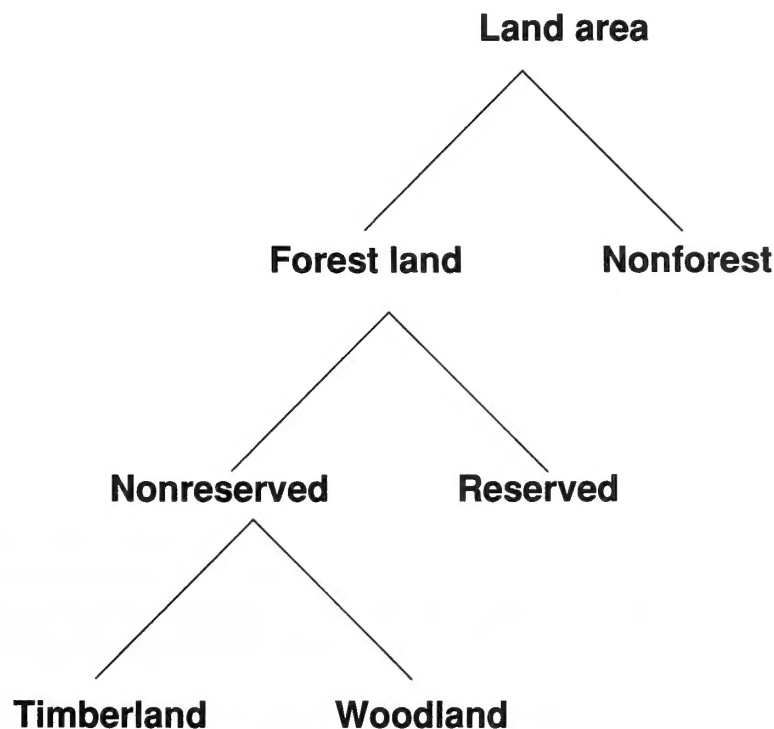 Land area
Forest land Nonforest
Nonreserved Reserved
Timberland Woodland